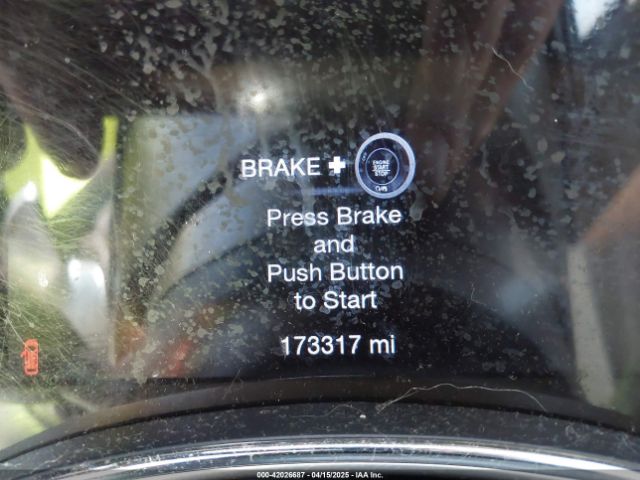 BRAKE +
ENGINE
START
STOP
Press Brake
and
Push Button
to Start
173317 mi
000-42026687 - 04/15/2025 - IAA Inc.